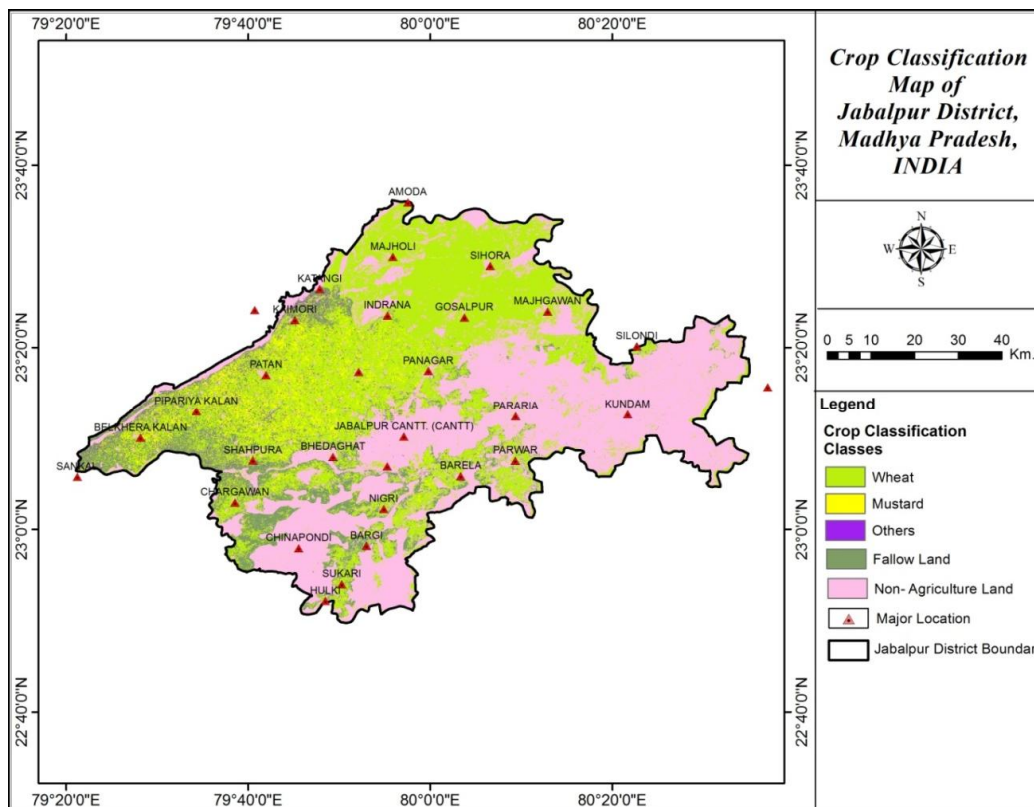 79°20'0"E
79°40'0"E
80°0'0"E
80°20'0"E
Crop Classification
Map of
Jabalpur District,
Madhya Pradesh,
INDIA
23°40'0"N
23°40'0"N
AMODA
MAJHOLI
SIHORA
N
W
E
S
KATANGI
KAIMORI
INDRANA
GOSALPUR
MAJHGAWAN
23°20'0"N
23°20'0"N
SILONDI
0 5 10 20 30 40
Km.
PATAN
PANAGAR
PIPARIYA KALAN
PARARIA
KUNDAM
BELKHERA KALAN
JABALPUR CANTT. (CANTT)
SHAHPURA
BHEDAGHAT
PARWAR
BARELA
CHARGAWAN
NIGRI
23°0'0"N
23°0'0"N
CHINAPONDI
BARGI
SUKARI
HULKI
22°40'0"N
22°40'0"N
79°20'0"E
79°40'0"E
80°0'0"E
80°20'0"E
Legend
Crop Classification
Classes
Wheat
Mustard
Others
Fallow Land
Non- Agriculture Land
Major Location
Jabalpur District Boundar